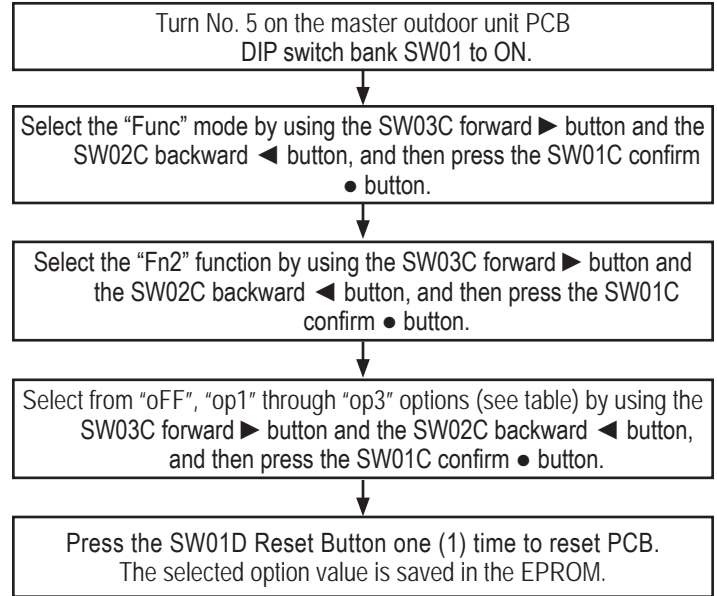 Turn No. 5 on the master outdoor unit PCB
DIP switch bank SW01 to ON.
Select the “Func” mode by using the SW03C forward ► button and the
SW02C backward ◄ button, and then press the SW01C confirm
● button.
Select the “Fn2” function by using the SW03C forward ► button and
the SW02C backward ◄ button, and then press the SW01C
confirm ● button.
Select from “oFF”, “op1” through “op3” options (see table) by using the
SW03C forward ► button and the SW02C backward ◄ button,
and then press the SW01C confirm ● button.
Press the SW01D Reset Button one (1) time to reset PCB.
The selected option value is saved in the EPROM.